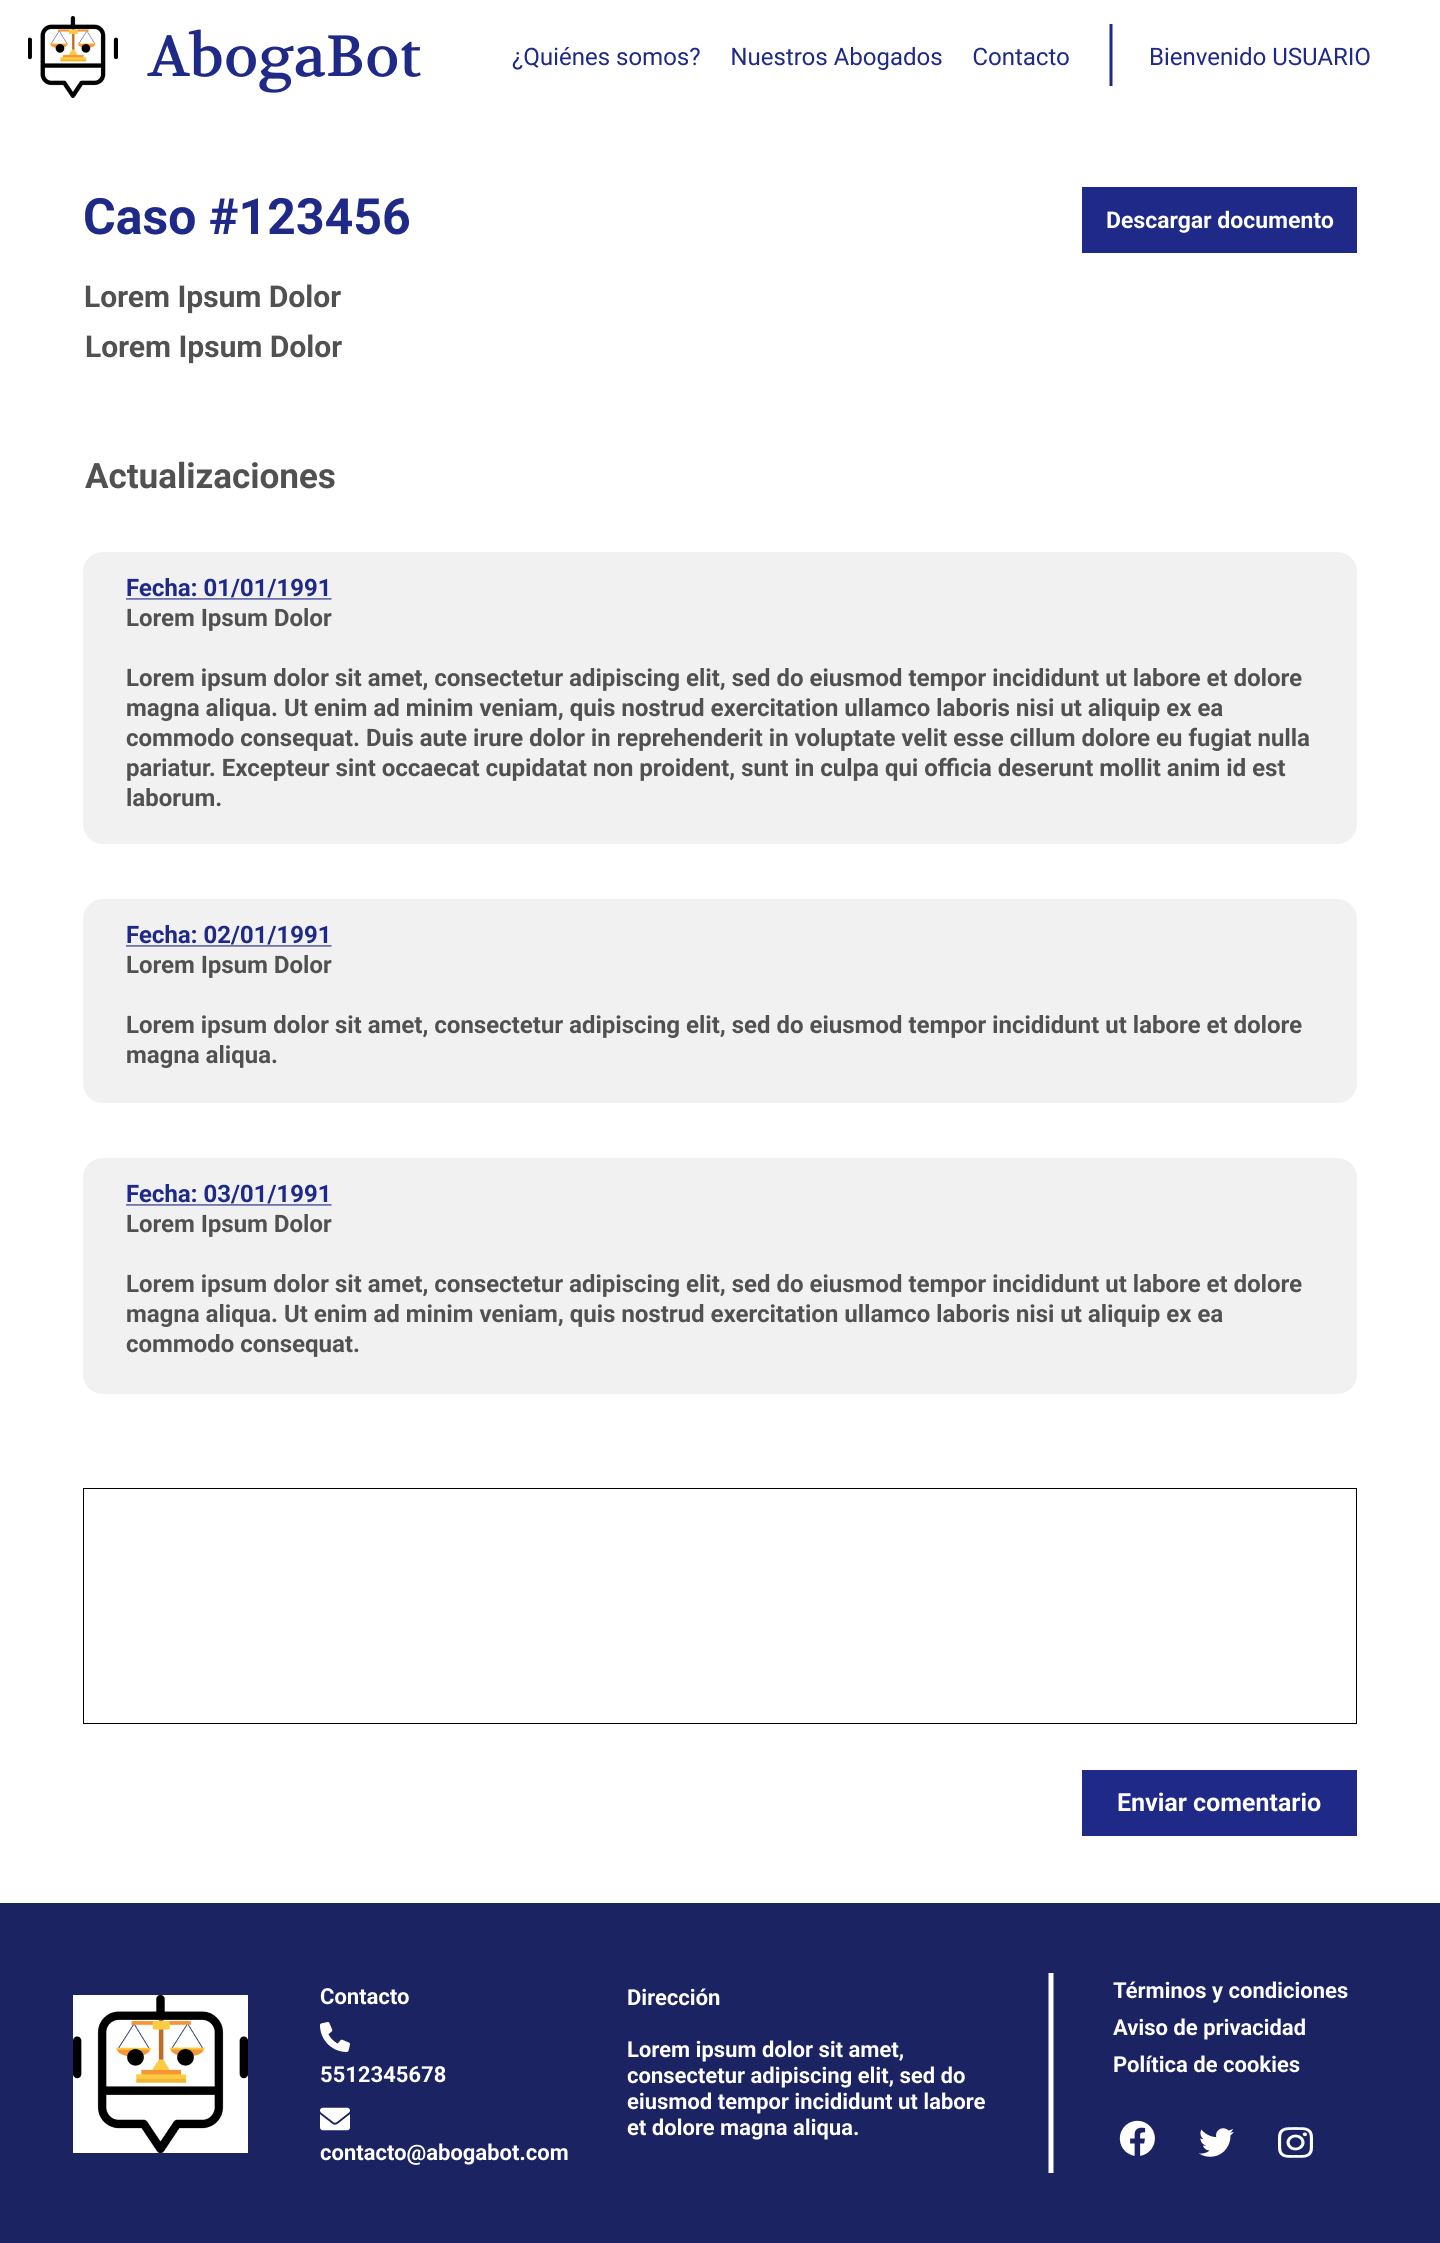 AbogaBot
¿Quiénes somos?
Nuestros Abogados
Contacto
Bienvenido USUARIO
Caso #123456
Descargar documento
Lorem Ipsum Dolor
Lorem Ipsum Dolor
Actualizaciones
Fecha: 01/01/1991
Lorem Ipsum Dolor
Lorem ipsum dolor sit amet, consectetur adipiscing elit, sed do eiusmod tempor incididunt ut labore et dolore
magna aliqua. Ut enim ad minim veniam, quis nostrud exercitation ullamco laboris nisi ut aliquip ex ea
commodo consequat. Duis aute irure dolor in reprehenderit in voluptate velit esse cillum dolore eu fugiat nulla
pariatur. Excepteur sint occaecat cupidatat non proident, sunt in culpa qui officia deserunt mollit anim id est
laborum.
Fecha: 02/01/1991
Lorem Ipsum Dolor
Lorem ipsum dolor sit amet, consectetur adipiscing elit, sed do eiusmod tempor incididunt ut labore et dolore
magna aliqua.
Fecha: 03/01/1991
Lorem Ipsum Dolor
Lorem ipsum dolor sit amet, consectetur adipiscing elit, sed do eiusmod tempor incididunt ut labore et dolore
magna aliqua. Ut enim ad minim veniam, quis nostrud exercitation ullamco laboris nisi ut aliquip ex ea
commodo consequat.
Enviar comentario
Contacto
5512345678
contacto@abogabot.com
Dirección
Lorem ipsum dolor sit amet,
consectetur adipiscing elit, sed do
eiusmod tempor incididunt ut labore
et dolore magna aliqua.
Términos y condiciones
Aviso de privacidad
Política de cookies